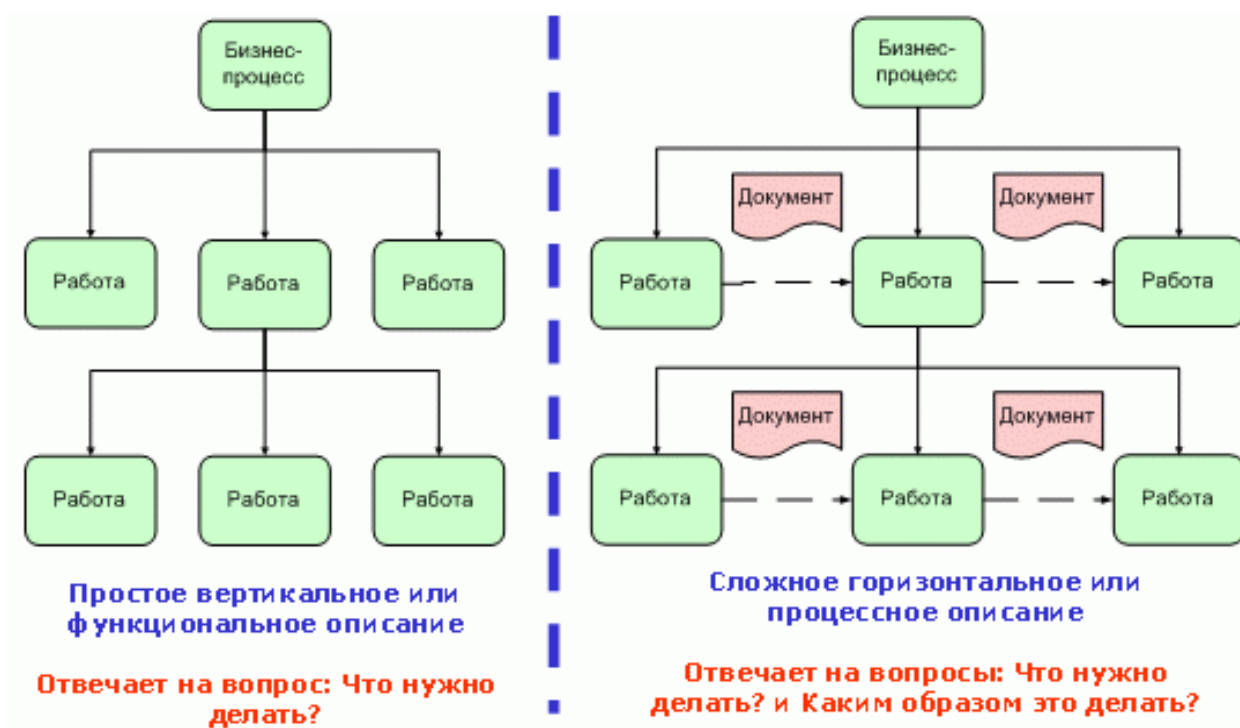 Бизнес-
процесс
Работа
Работа
Работа
Работа
Работа
Работа
Простое вертикальное или
функциональное описание
Отвечает на вопрос: Что нужно
делать?
Бизнес-
процесс
Документ
Документ
Работа
Работа
Работа
Документ
Документ
Работа
Работа
Работа
Сложное горизонтальное или
процессное описание
Отвечает на вопросы: Что нужно
делать? и Каким образом это делать?